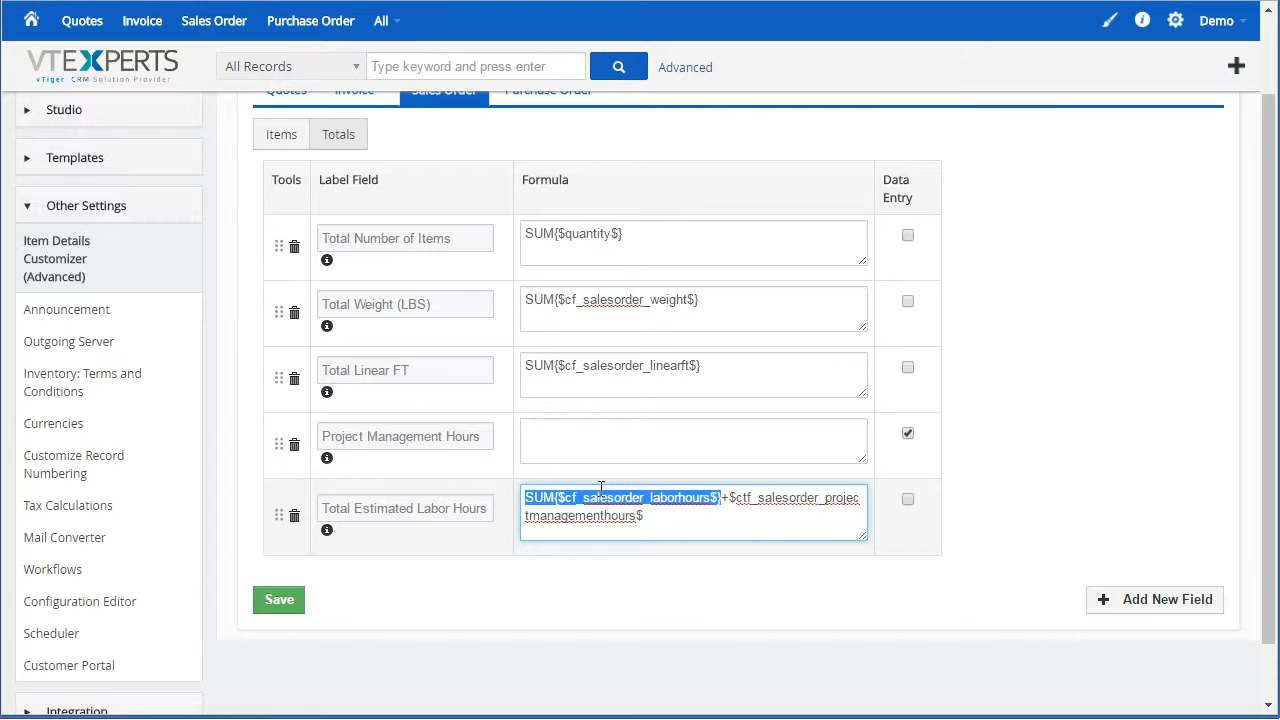 Quotes Invoice Sales Order Purchase Order All Demo
VTEXPERTS
vTiger CRM Solution Provider
All Records Type keyword and press enter Advanced
Quotes Invoice Sales Order Purchase Order
Studio
Templates
Other Settings
Item Details
Customizer
(Advanced)
Announcement
Outgoing Server
Inventory: Terms and
Conditions
Currencies
Customize Record
Numbering
Tax Calculations
Mail Converter
Workflows
Configuration Editor
Scheduler
Customer Portal
Integration
Items Totals
Tools Label Field Formula Data
Entry
Total Number of Items SUM{$quantity$}
Total Weight (LBS) SUM{$cf_salesorder_weight$}
Total Linear FT SUM{$cf_salesorder_linearft$}
Project Management Hours
Total Estimated Labor Hours SUM{$cf_salesorder_laborhours$}+$ctf_salesorder_projec
tmanagementhours$
Save + Add New Field